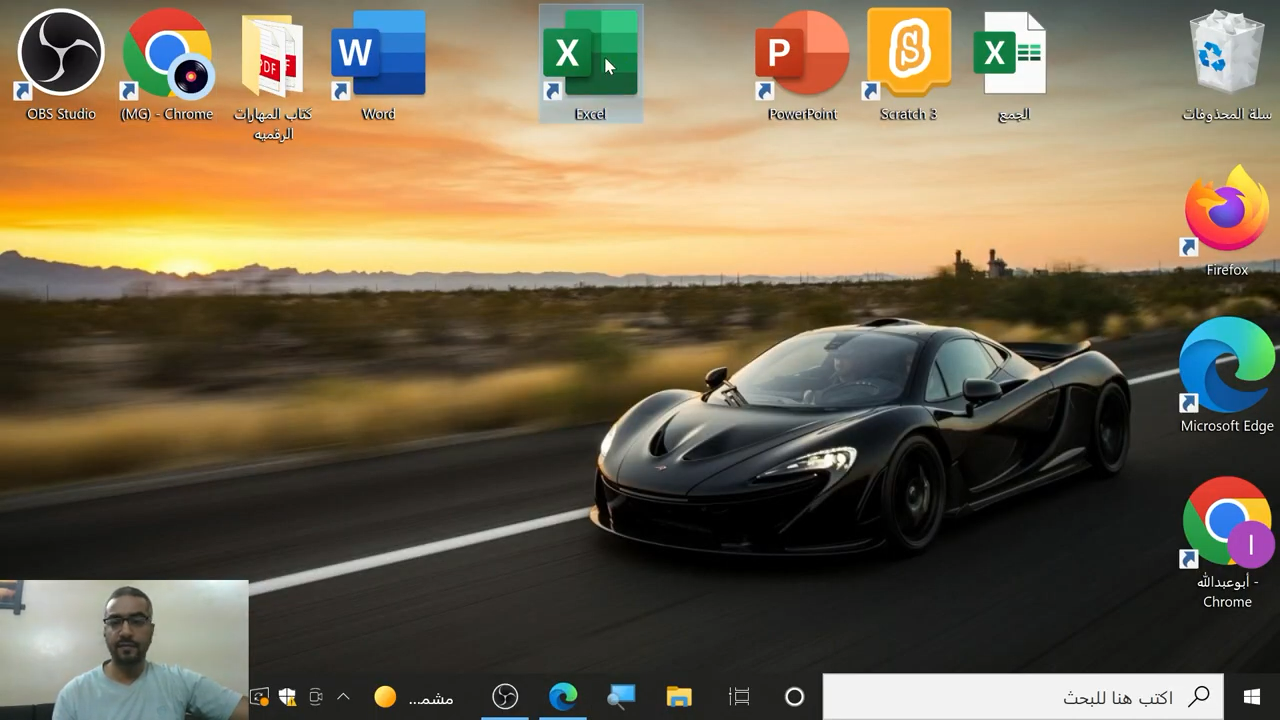 OBS Studio
(MG) - Chrome
كتاب المهارات
الرقميه
Word
Excel
PowerPoint
Scratch 3
الجمع
سلة المحذوفات
Firefox
Microsoft Edge
أبوعبدالله -
Chrome
مشم...
اكتب هنا للبحث